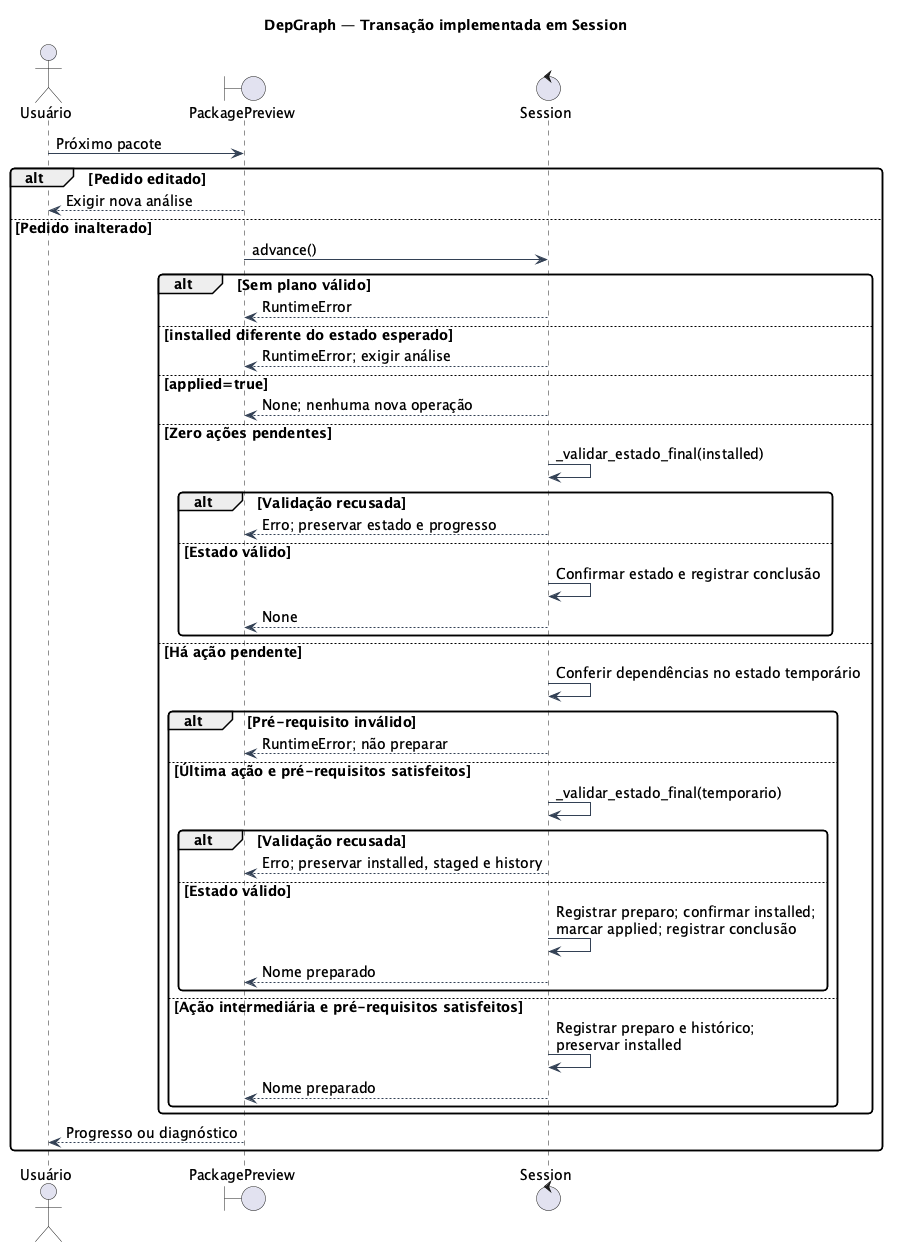 DepGraph — Transação implementada em Session
Usuário
PackagePreview
Session
Próximo pacote
alt
[Pedido editado]
Exigir nova análise
[Pedido inalterado]
advance()
alt
[Sem plano válido]
RuntimeError
[installed diferente do estado esperado]
RuntimeError; exigir análise
[applied=true]
None; nenhuma nova operação
[Zero ações pendentes]
_validar_estado_final(installed)
alt
[Validação recusada]
Erro; preservar estado e progresso
[Estado válido]
Confirmar estado e registrar conclusão
None
[Há ação pendente]
Conferir dependências no estado temporário
alt
[Pré-requisito inválido]
RuntimeError; não preparar
[Última ação e pré-requisitos satisfeitos]
_validar_estado_final(temporario)
alt
[Validação recusada]
Erro; preservar installed, staged e history
[Estado válido]
Registrar preparo; confirmar installed;
marcar applied; registrar conclusão
Nome preparado
[Ação intermediária e pré-requisitos satisfeitos]
Registrar preparo e histórico;
preservar installed
Nome preparado
Progresso ou diagnóstico
Usuário
PackagePreview
Session